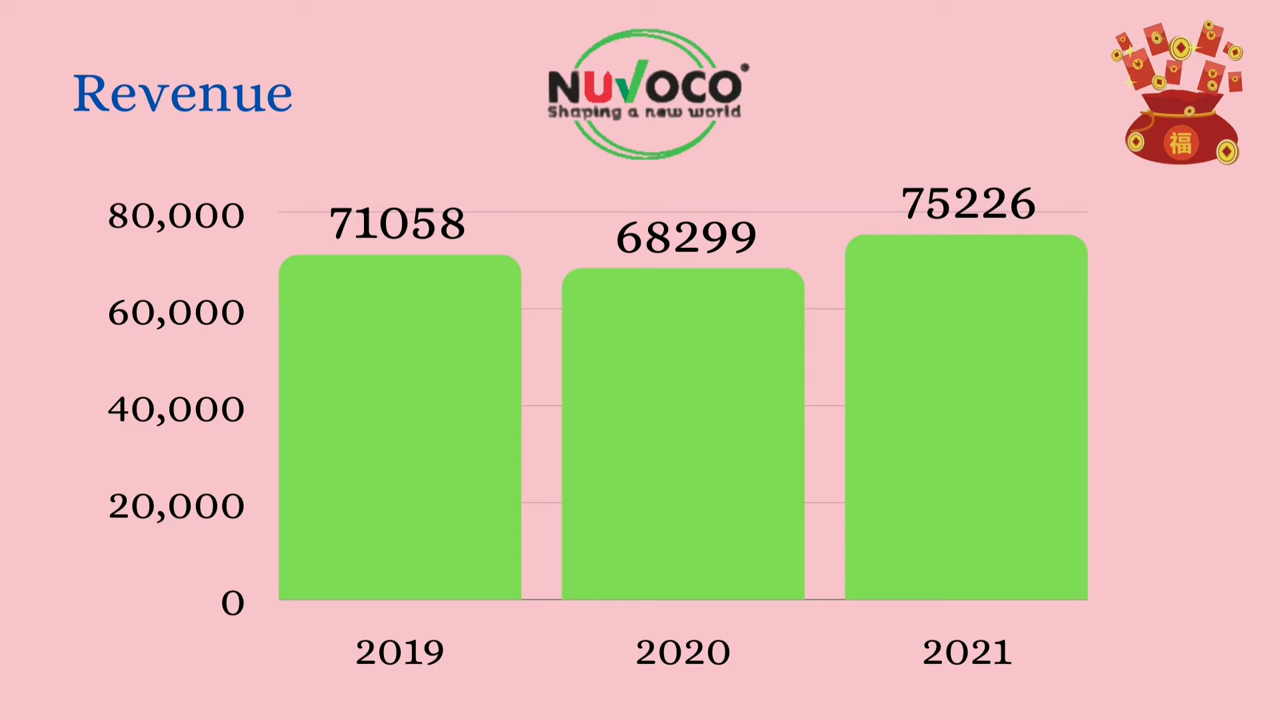 Revenue
NUVOCO
Shaping a new world
福
80,000
60,000
40,000
20,000
0
71058
68299
75226
2019
2020
2021